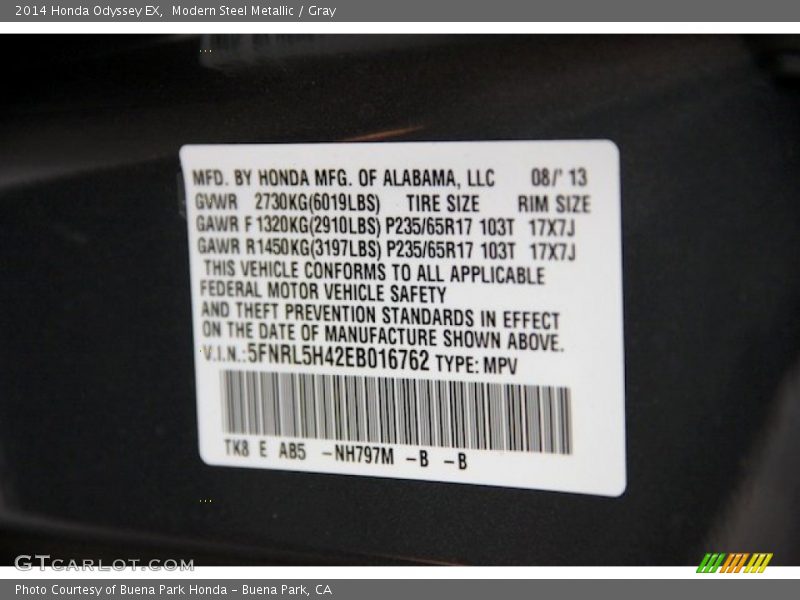 2014 Honda Odyssey EX, Modern Steel Metallic / Gray
MFD. BY HONDA MFG. OF ALABAMA, LLC 08/' 13
GVWR 2730KG(6019LBS) TIRE SIZE RIM SIZE
GAWR F 1320KG(2910LBS) P235/65R17 103T 17X7J
GAWR R1450KG(3197LBS) P235/65R17 103T 17X7J
THIS VEHICLE CONFORMS TO ALL APPLICABLE
FEDERAL MOTOR VEHICLE SAFETY
AND THEFT PREVENTION STANDARDS IN EFFECT
ON THE DATE OF MANUFACTURE SHOWN ABOVE.
V.I.N.:5FNRL5H42EB016762 TYPE: MPV
TK8 E AB5 -NH797M -B -B
GTCARLOT.COM
Photo Courtesy of Buena Park Honda - Buena Park, CA